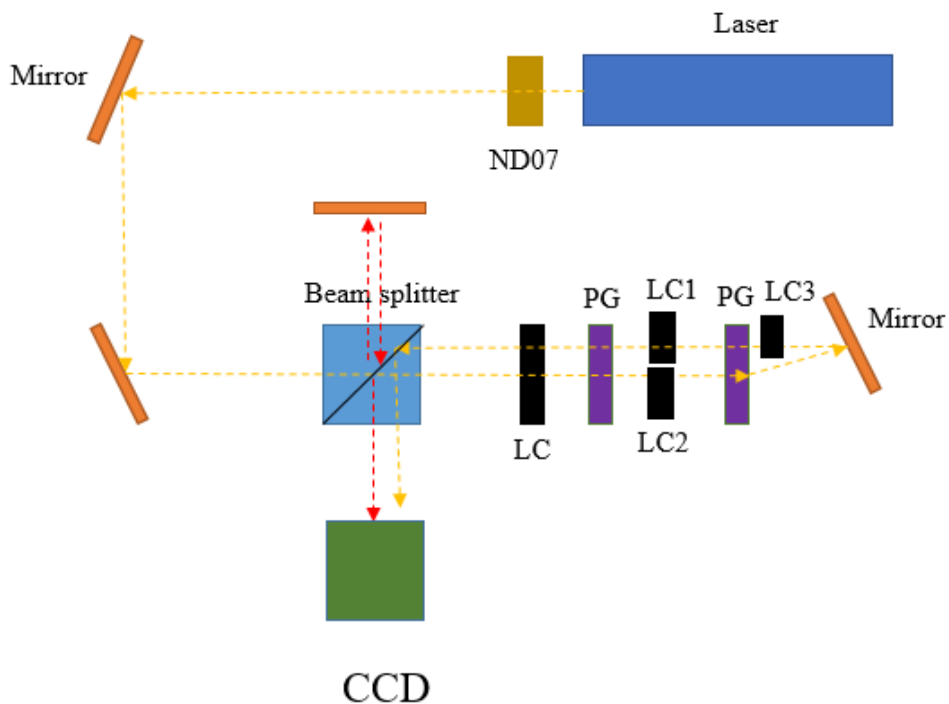 Laser
Mirror
ND07
Beam splitter
PG
LC1
PG
LC3
Mirror
LC
LC2
CCD